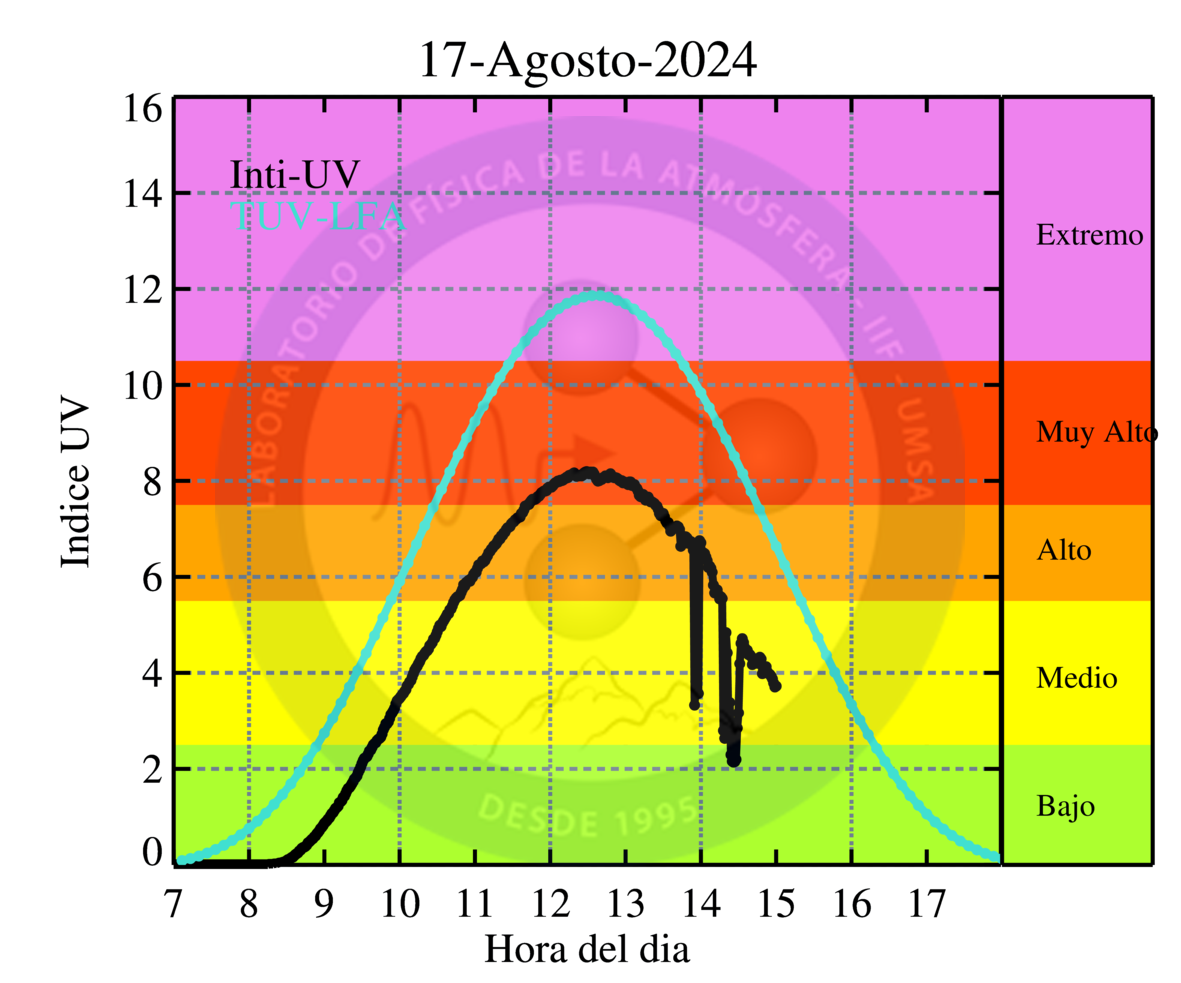 17-Agosto-2024
16
14
12
10
8
6
4
2
0
Indice UV
Inti-UV
TUV-LFA
LABORATORIO DE FÍSICA DE LA ATMÓSFERA - IIF - UMSA
DESDE 1995
Extremo
Muy Alto
Alto
Medio
Bajo
7 8 9 10 11 12 13 14 15 16 17
Hora del dia